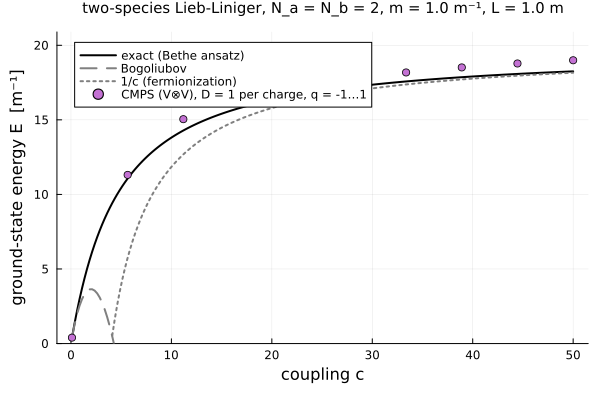 two-species Lieb-Liniger, N_a = N_b = 2, m = 1.0 m⁻¹, L = 1.0 m
ground-state energy E [m⁻¹]
20
15
10
5
0
exact (Bethe ansatz)
Bogoliubov
1/c (fermionization)
CMPS (V⊗V), D = 1 per charge, q = -1...1
0 10 20 30 40 50
coupling c